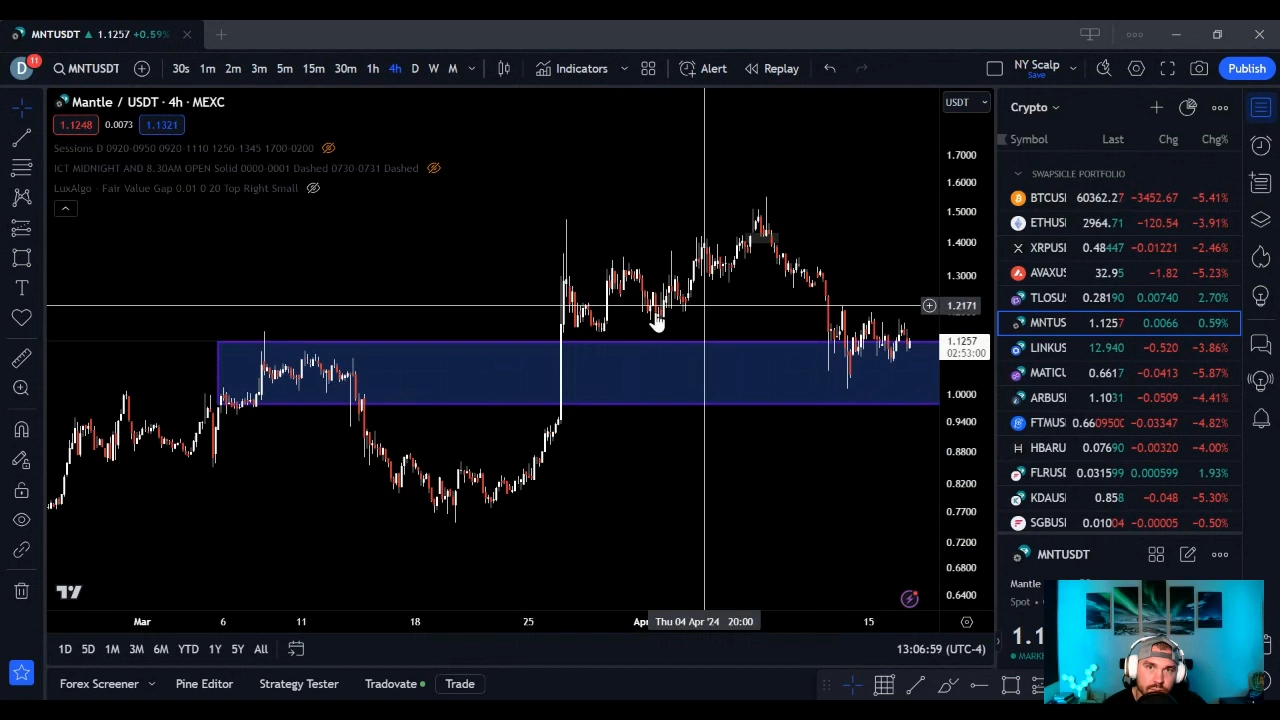 MNTUSDT ▲ 1.1257 +0.59%
D 11 MNTUSDT 30s 1m 2m 3m 5m 15m 30m 1h 4h D W M Indicators Alert Replay NY Scalp Save Publish
Mantle / USDT · 4h · MEXC
1.1248 0.0073 1.1321
Sessions D 0920-0950 0920-1110 1250-1345 1700-0200
ICT MIDNIGHT AND 8.30AM OPEN Solid 0000-0001 Dashed 0730-0731 Dashed
LuxAlgo - Fair Value Gap 0.01 0 20 Top Right Small
USDT
1.7000
1.6000
1.5000
1.4000
1.3000
1.2171
1.1257
02:53:00
1.0000
0.9400
0.8800
0.8200
0.7700
0.7200
0.6800
0.6400
Mar 6 11 18 25 Apr Thu 04 Apr '24 20:00 15
1D 5D 1M 3M 6M YTD 1Y 5Y All 13:06:59 (UTC-4)
Forex Screener Pine Editor Strategy Tester Tradovate Trade
Crypto
Symbol Last Chg Chg%
SWAPSICLE PORTFOLIO
BTCUSI 60362.27 -3452.67 -5.41%
ETHUSI 2964.71 -120.54 -3.91%
XRPUSI 0.48447 -0.01221 -2.46%
AVAXUS 32.95 -1.82 -5.23%
TLOSU: 0.28190 0.00740 2.70%
MNTUS 1.1257 0.0066 0.59%
LINKUS 12.940 -0.520 -3.86%
MATICU 0.6617 -0.0413 -5.87%
ARBUSI 1.1031 -0.0509 -4.41%
FTMUS 0.6609500 -0.03347 -4.82%
HBARU 0.07690 -0.00320 -4.00%
FLRUSD 0.031599 0.000599 1.93%
KDAUS 0.858 -0.048 -5.30%
SGBUSI 0.01004 -0.00005 -0.50%
MNTUSDT
Mantle
Spot